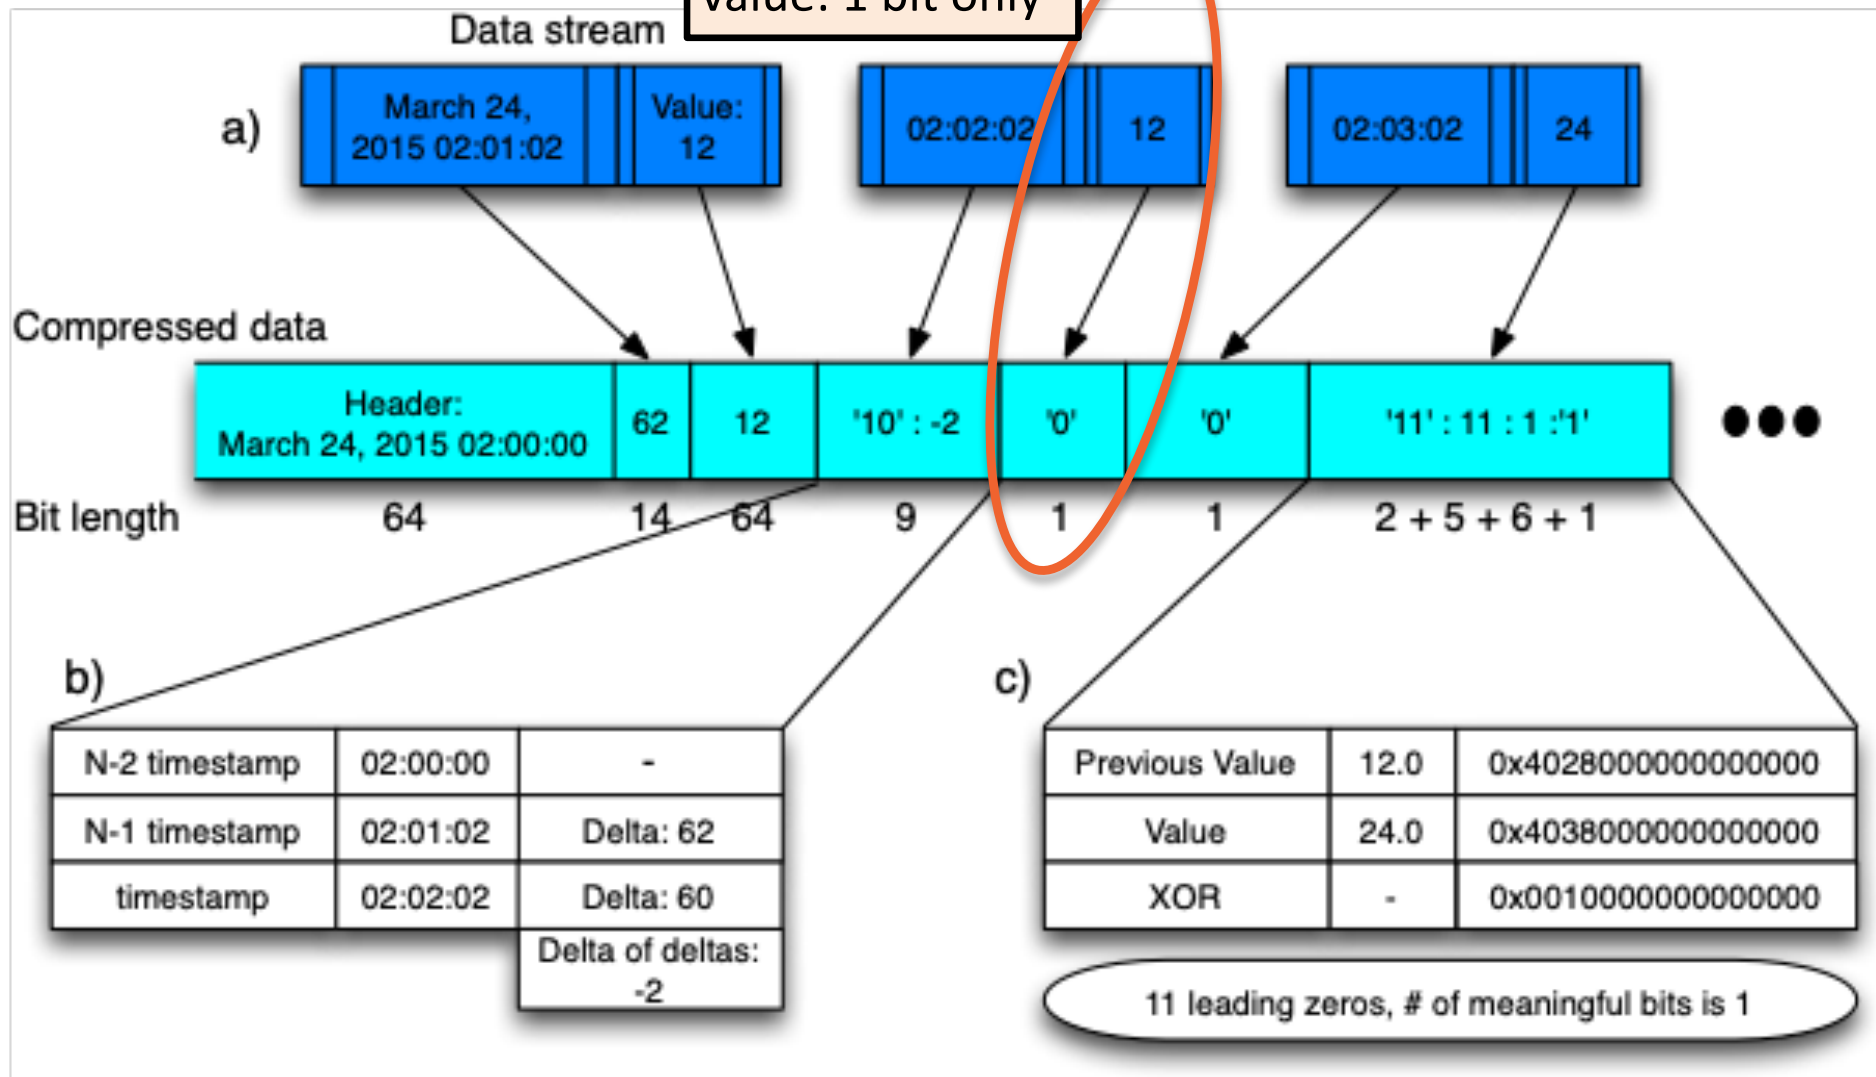 Value: 1 bit only
Data stream
a)
March 24,
2015 02:01:02
Value:
12
02:02:02
12
02:03:02
24
Compressed data
Header:
March 24, 2015 02:00:00
62
12
'10' : -2
'0'
'0'
'11' : 11 : 1 :'1'
Bit length
64
14
64
9
1
1
2 + 5 + 6 + 1
b)
N-2 timestamp 02:00:00 -
N-1 timestamp 02:01:02 Delta: 62
timestamp 02:02:02 Delta: 60
Delta of deltas:
-2
c)
Previous Value 12.0 0x4028000000000000
Value 24.0 0x4038000000000000
XOR - 0x0010000000000000
11 leading zeros, # of meaningful bits is 1